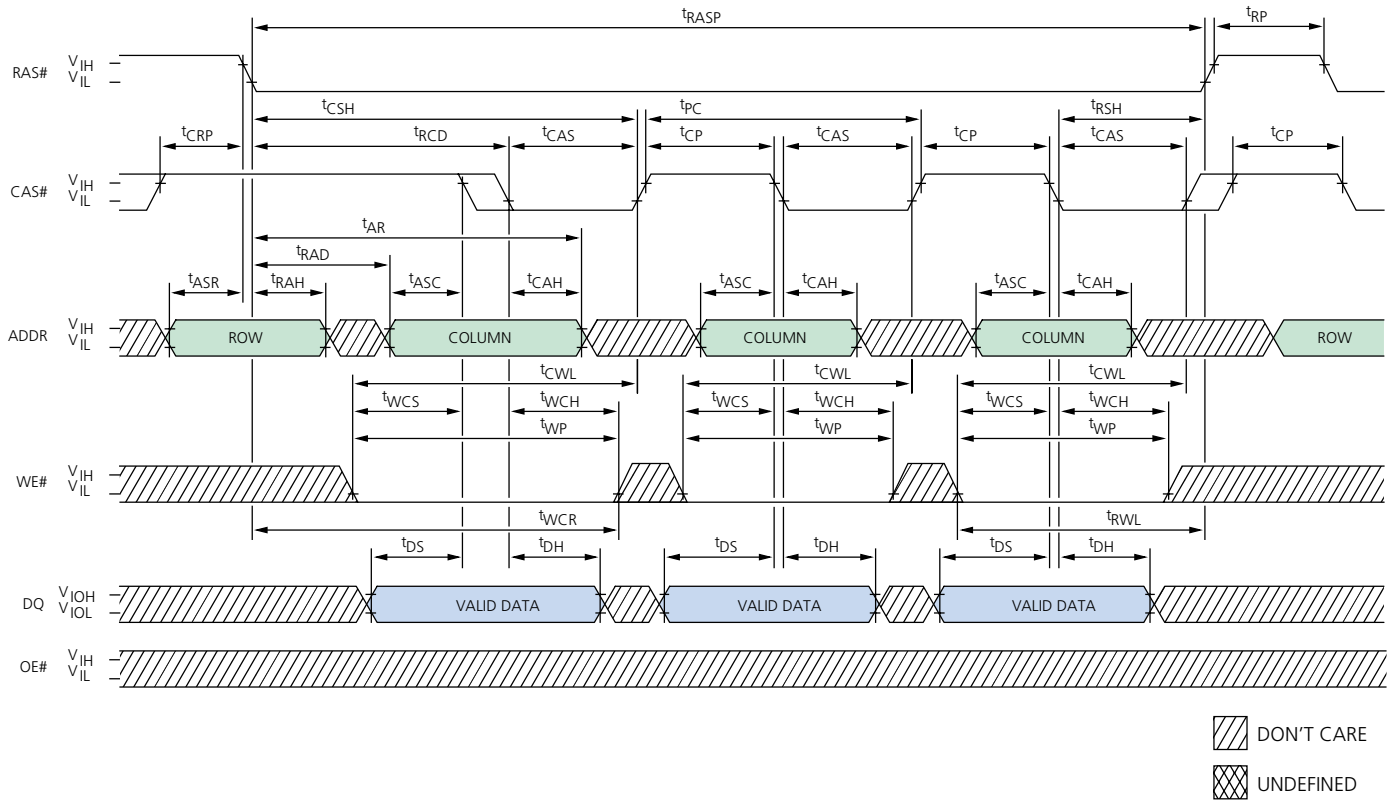 tRASP
tRP
RAS# VIH
VIL
tCSH
tPC
tRSH
tCRP
tRCD
tCAS
tCP
tCAS
tCP
tCAS
tCP
CAS# VIH
VIL
tAR
tRAD
tASR
tRAH
tASC
tCAH
tASC
tCAH
tASC
tCAH
ADDR VIH
VIL
ROW
COLUMN
COLUMN
COLUMN
ROW
tCWL
tCWL
tCWL
tWCS
tWCH
tWCS
tWCH
tWCS
tWCH
tWP
tWP
tWP
WE# VIH
VIL
tWCR
tRWL
tDS
tDH
tDS
tDH
tDS
tDH
DQ VIOH
VIOL
VALID DATA
VALID DATA
VALID DATA
OE# VIH
VIL
DON'T CARE
UNDEFINED